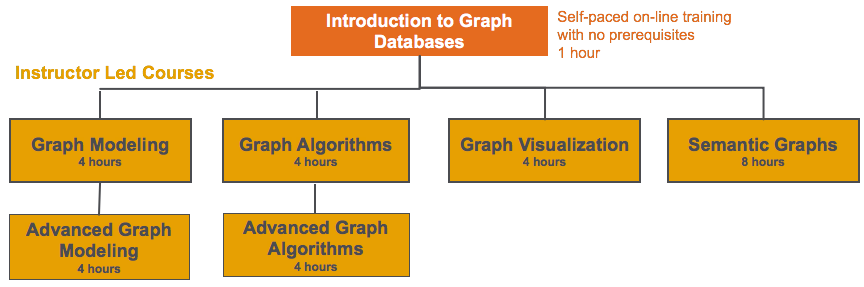 Introduction to Graph
Databases
Self-paced on-line training
with no prerequisites
1 hour
Instructor Led Courses
Graph Modeling
4 hours
Graph Algorithms
4 hours
Graph Visualization
4 hours
Semantic Graphs
8 hours
Advanced Graph
Modeling
4 hours
Advanced Graph
Algorithms
4 hours